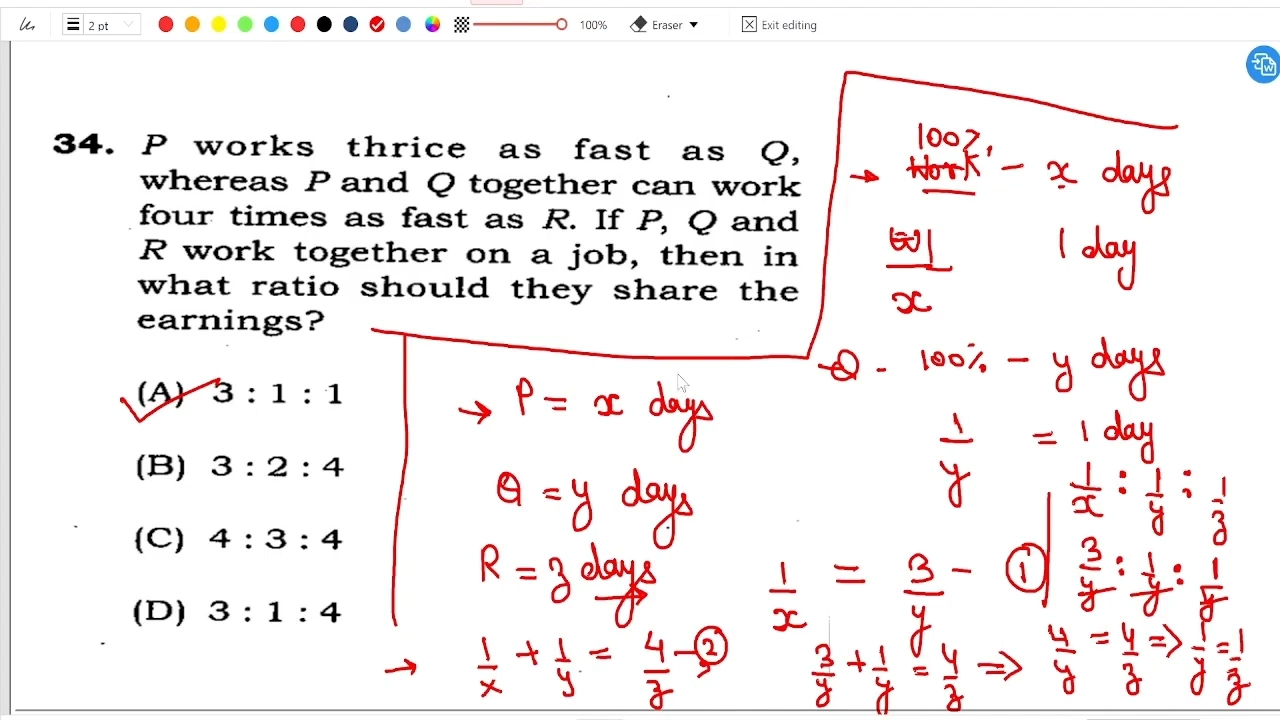 2 pt
100%
Eraser
Exit editing
34. P works thrice as fast as Q,
whereas P and Q together can work
four times as fast as R. If P, Q and
R work together on a job, then in
what ratio should they share the
earnings?
(A) 3 : 1 : 1
(B) 3 : 2 : 4
(C) 4 : 3 : 4
(D) 3 : 1 : 4
→ P = x days
Q = y days
R = z days
→ 1/x + 1/y = 4/z - 2
100%
→ Work - x days
1 day
x
Q - 100% - y days
1/y = 1 day
1/x : 1/y : 1/z
1/x = 3/y - 1
3/y : 1/y : 1/y
3/y + 1/y = 4/z => 4/y = 4/z => 1/y = 1/z